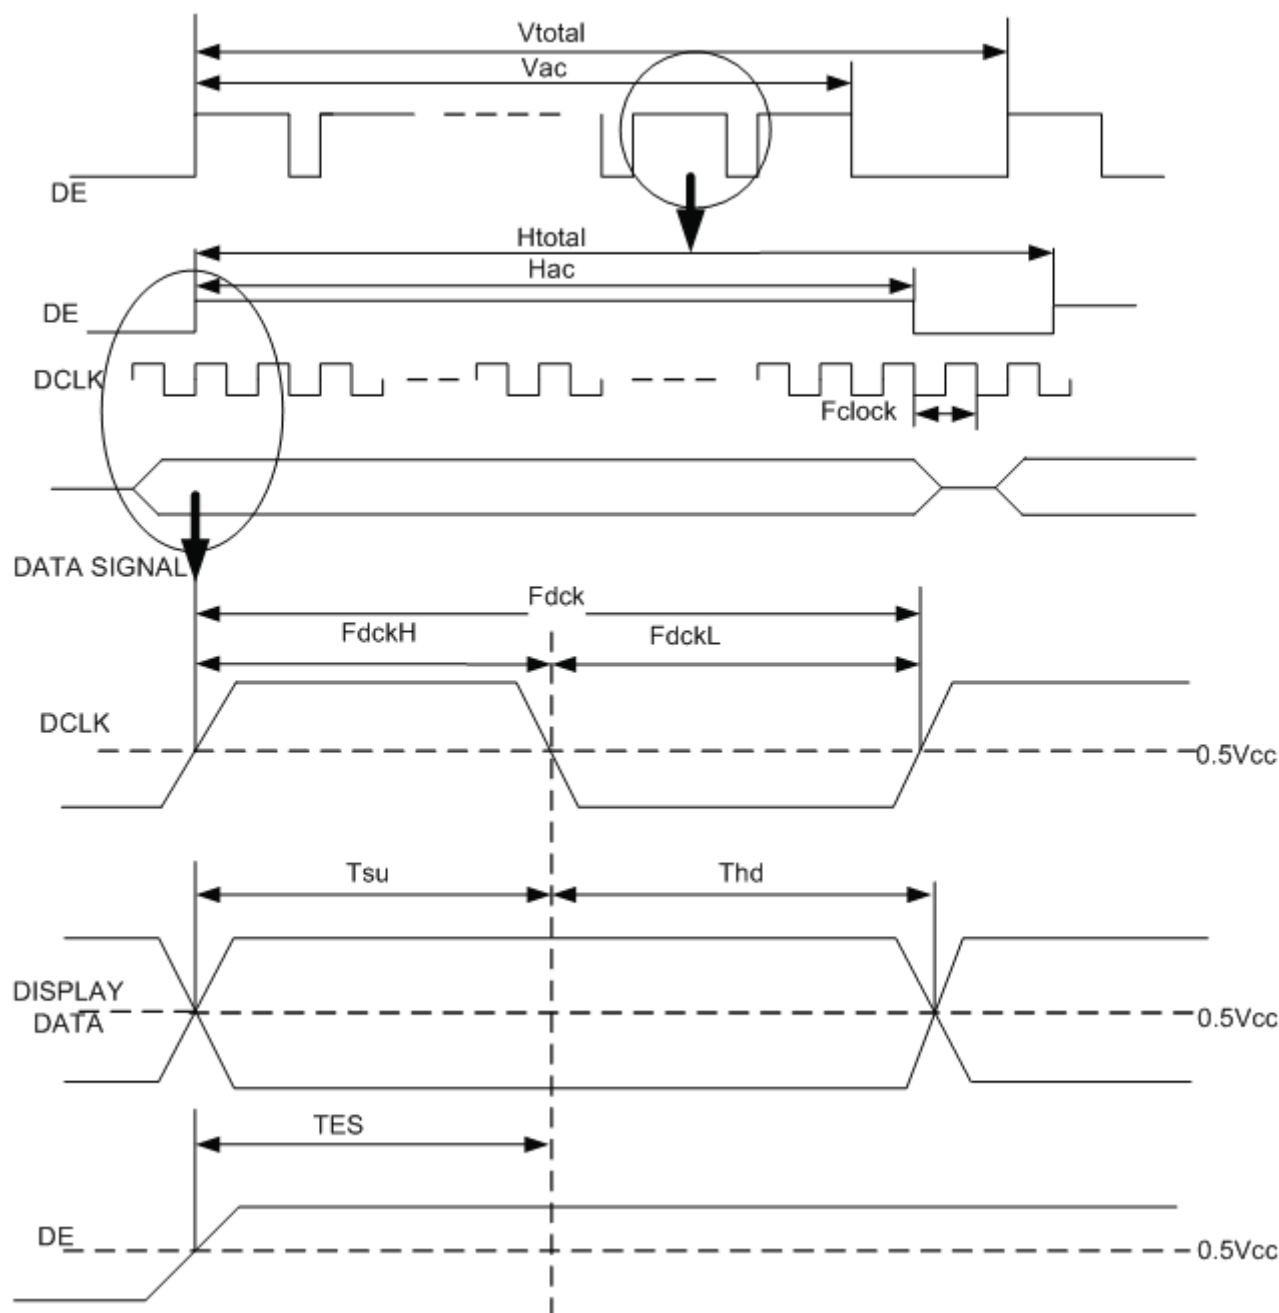 Vtotal
Vac
DE
Htotal
Hac
DE
DCLK
Fclock
DATA SIGNAL
Fdck
FdckH
FdckL
DCLK
0.5Vcc
Tsu
Thd
DISPLAY
DATA
0.5Vcc
TES
DE
0.5Vcc